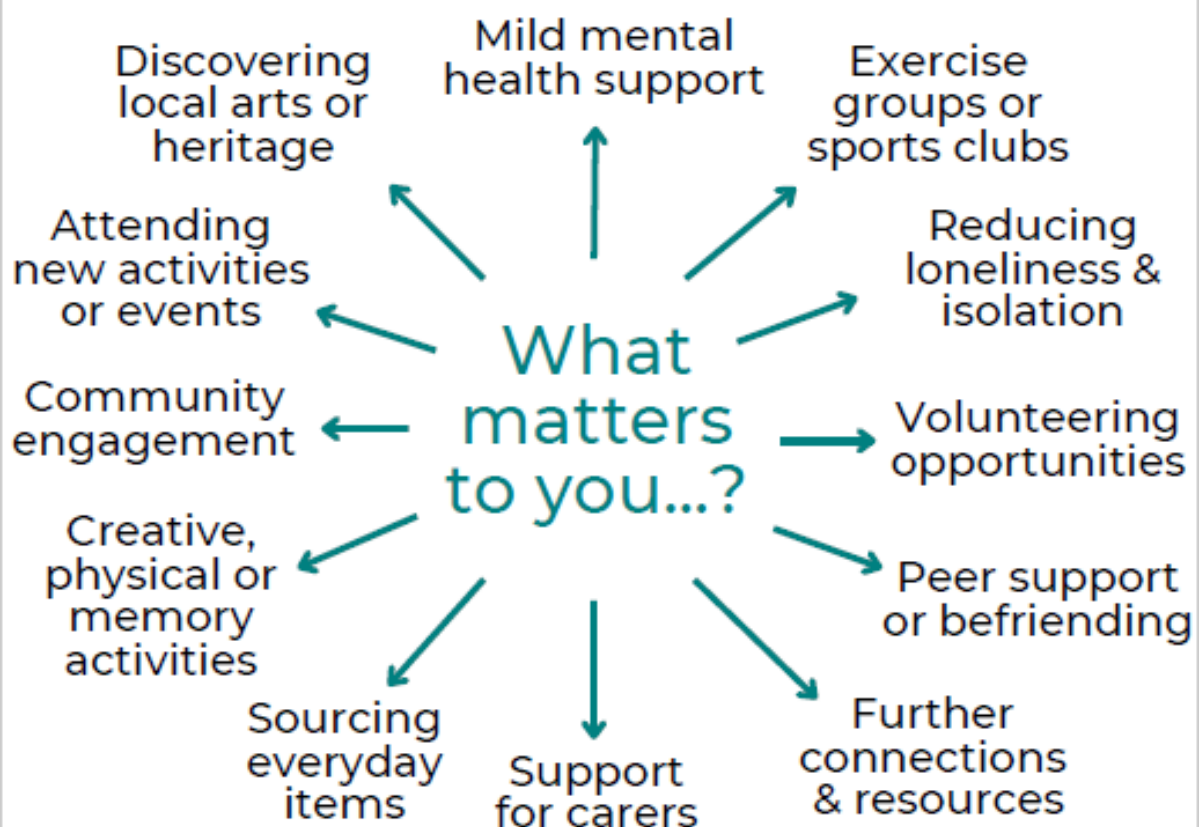 Mild mental
health support
Exercise
groups or
sports clubs
Reducing
loneliness &
isolation
Volunteering
opportunities
Peer support
or befriending
Further
connections
& resources
Support
for carers
Sourcing
everyday
items
Creative,
physical or
memory
activities
Community
engagement
Attending
new activities
or events
Discovering
local arts or
heritage
What
matters
to you...?